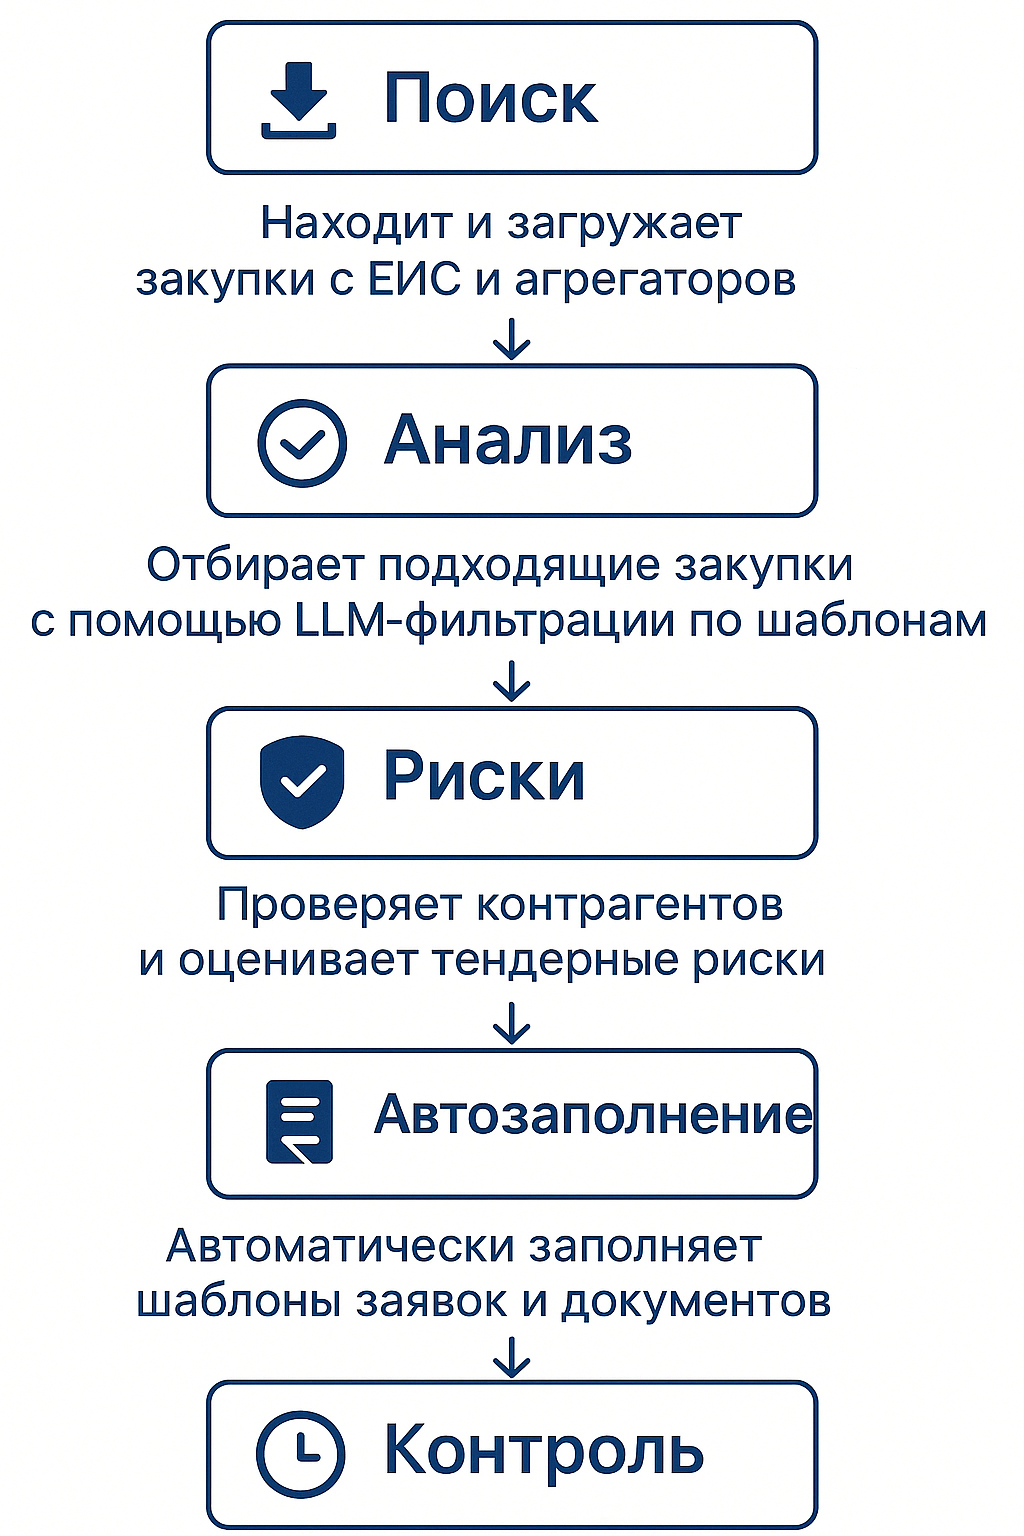 Поиск
Находит и загружает
закупки с ЕИС и агрегаторов
Анализ
Отбирает подходящие закупки
с помощью LLM-фильтрации по шаблонам
Риски
Проверяет контрагентов
и оценивает тендерные риски
Автозаполнение
Автоматически заполняет
шаблоны заявок и документов
Контроль